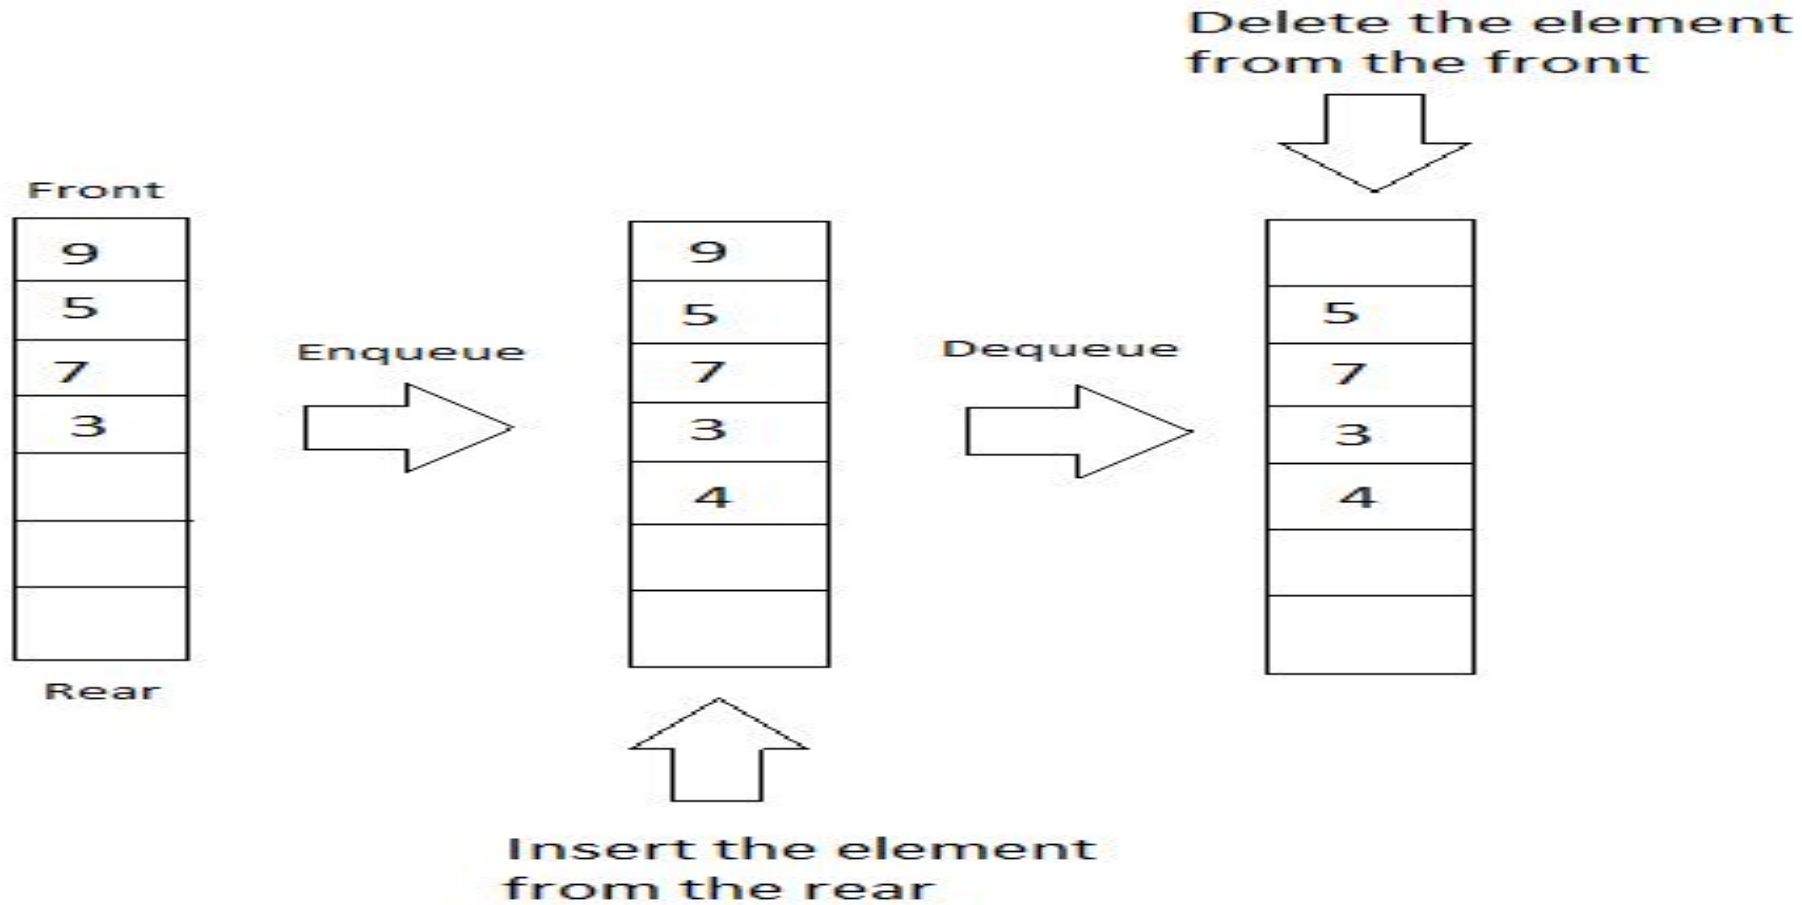 Delete the element
from the front
Front
9
5
7
3
Rear
Enqueue
9
5
7
3
4
Insert the element
from the rear
Dequeue
5
7
3
4